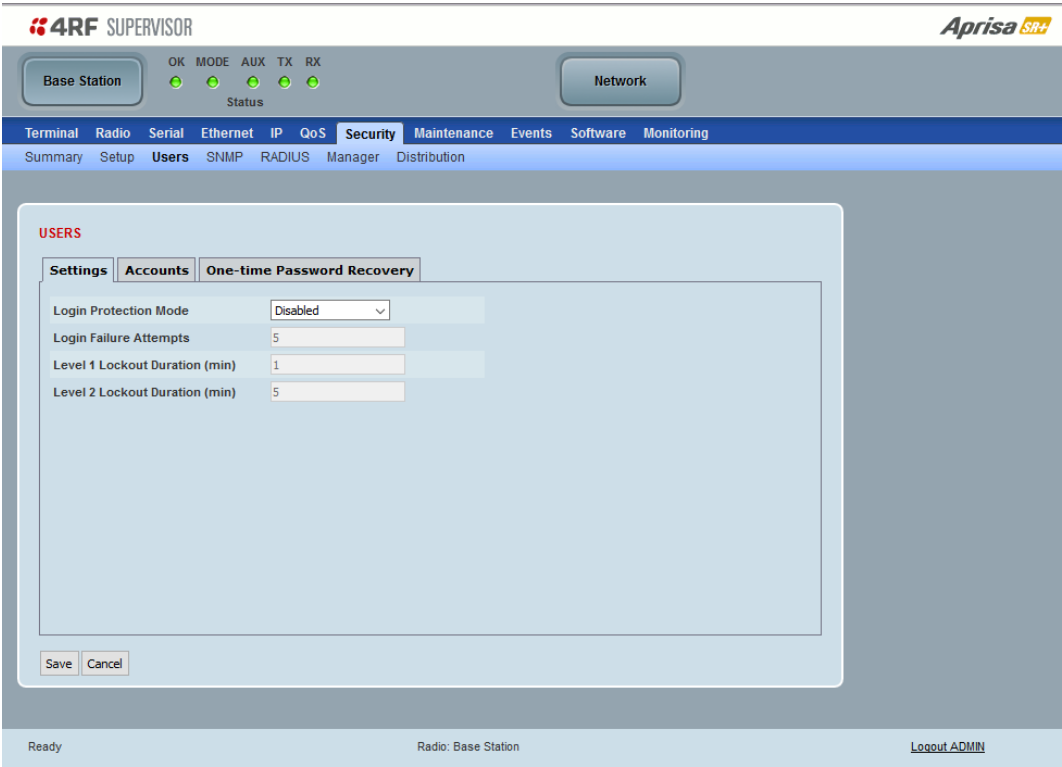 4RF SUPERVISOR
Aprisa SR+
Base Station
OK MODE AUX TX RX
Status
Network
Terminal Radio Serial Ethernet IP QoS Security Maintenance Events Software Monitoring
Summary Setup Users SNMP RADIUS Manager Distribution
USERS
Settings Accounts One-time Password Recovery
Login Protection Mode Disabled
Login Failure Attempts 5
Level 1 Lockout Duration (min) 1
Level 2 Lockout Duration (min) 5
Save Cancel
Ready Radio: Base Station Logout ADMIN